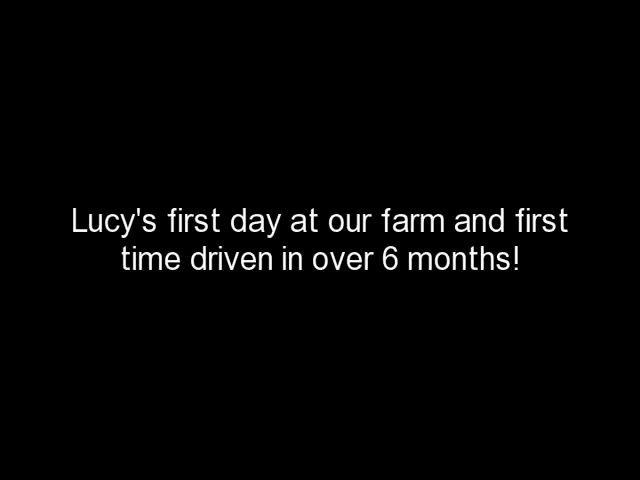 Lucy's first day at our farm and first
time driven in over 6 months!